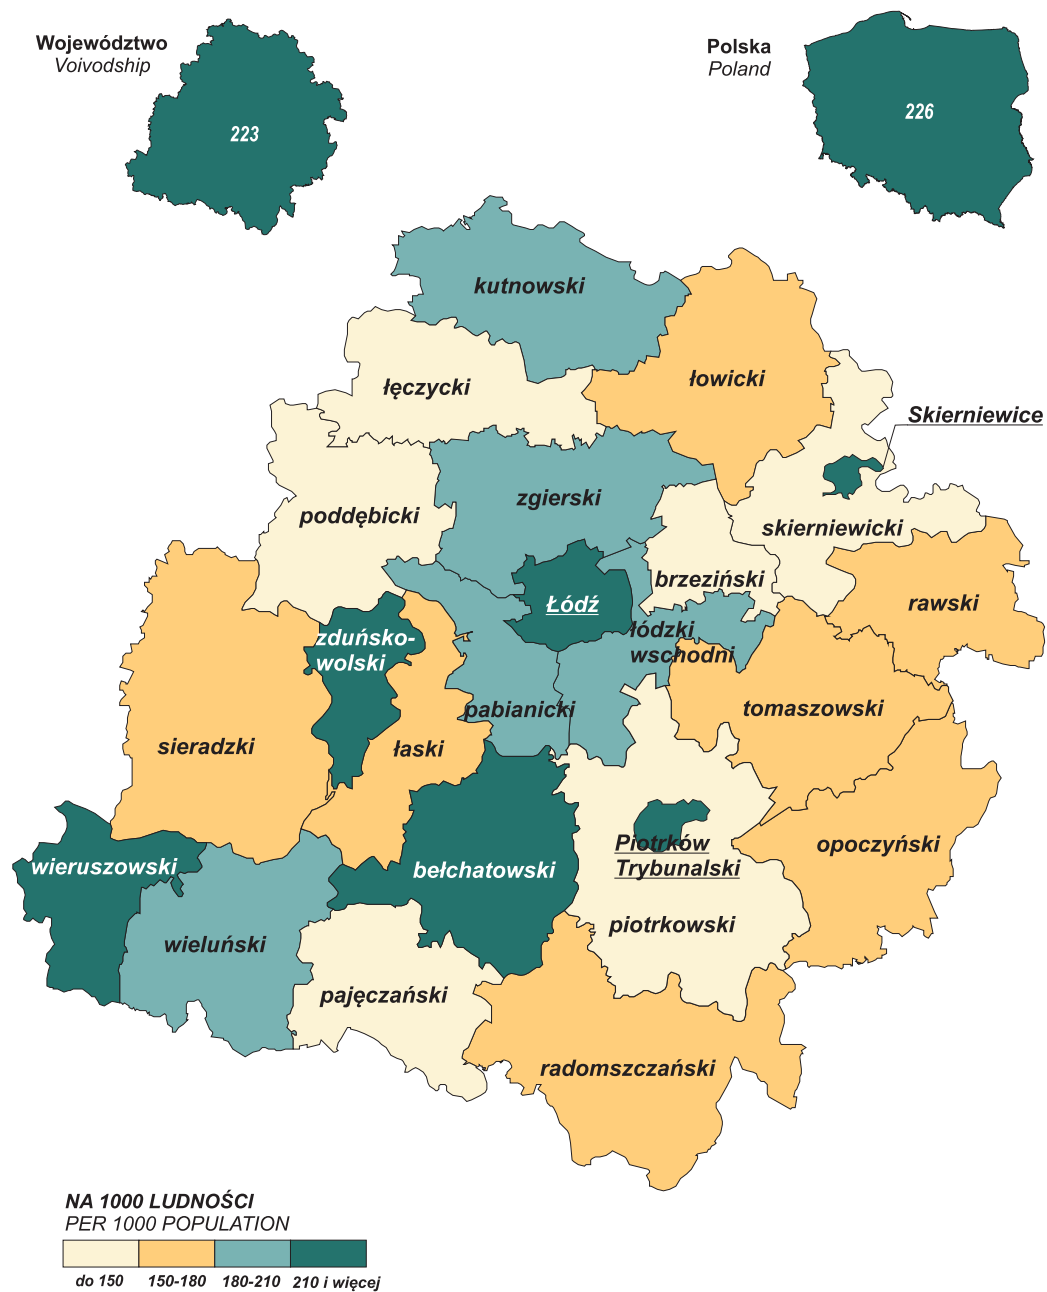 Województwo
Voivodship
223
Polska
Poland
226
kutnowski
łowicki
łęczycki
Skierniewice
zgierski
poddębicki
skierniewicki
brzeziński
Łódź
rawski
łódzki
wschodni
zduńsko-
wolski
pabianicki
tomaszowski
sieradzki
łaski
Piotrków
Trybunalski
opoczyński
wieruszowski
bełchatowski
piotrkowski
wieluński
pajęczański
radomszczański
NA 1000 LUDNOŚCI
PER 1000 POPULATION
do 150
150-180
180-210
210 i więcej